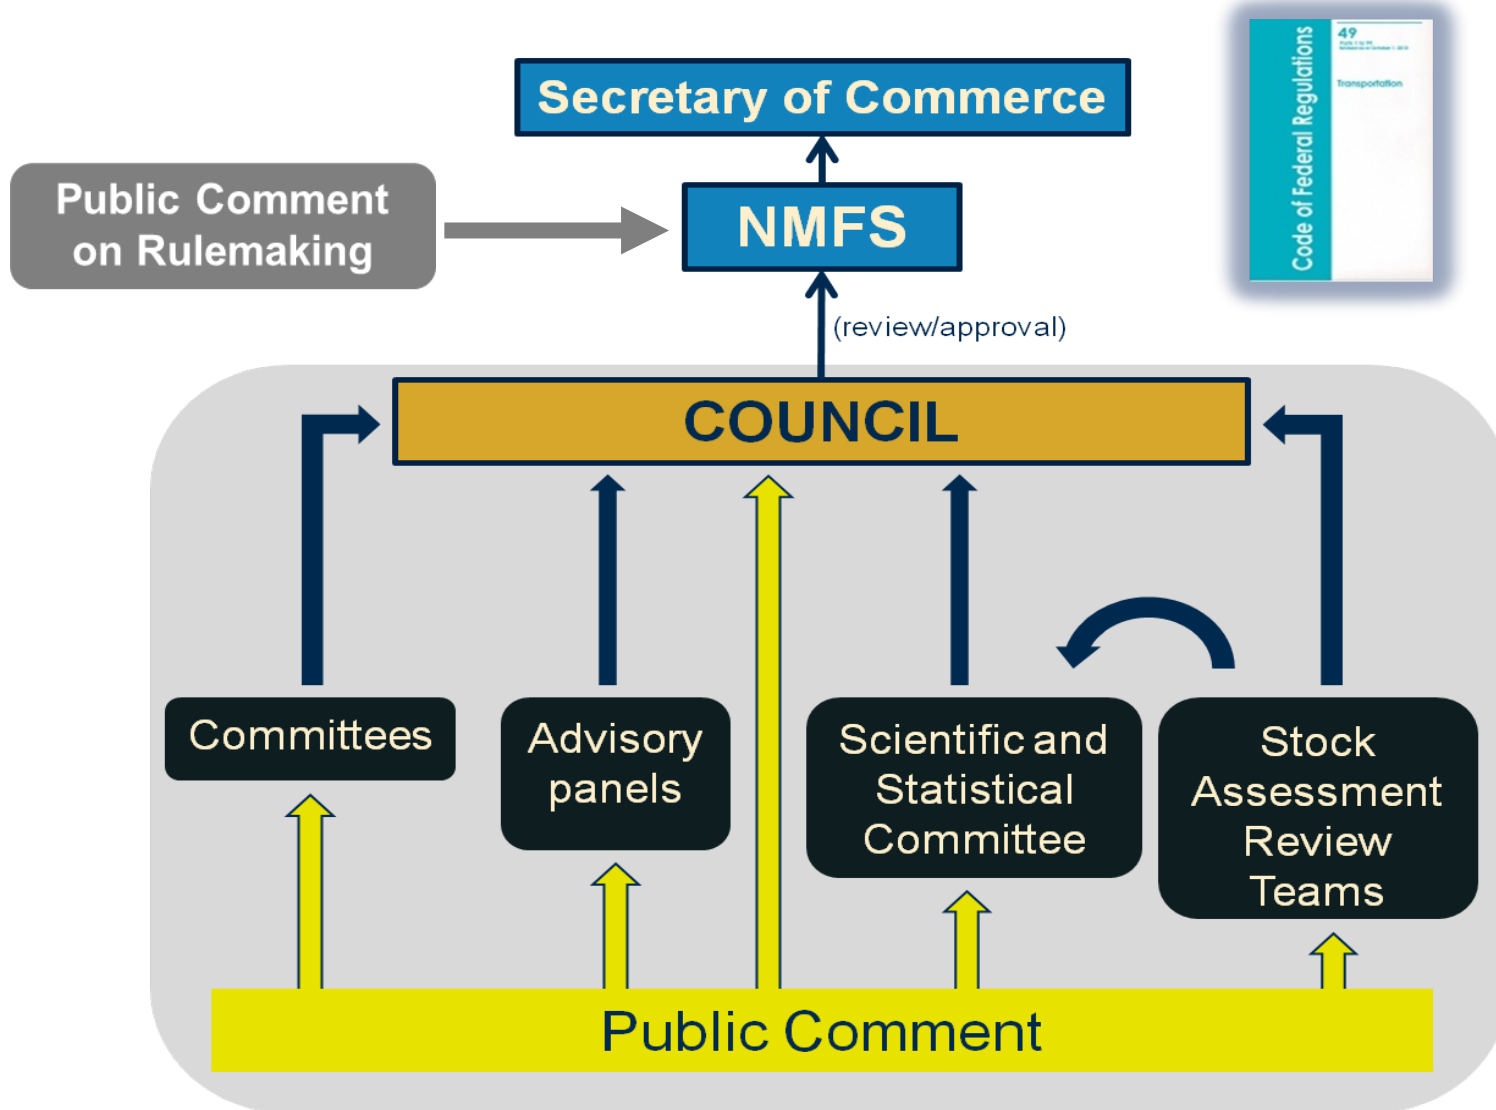 Secretary of Commerce
49
Transportation
Code of Federal Regulations
Public Comment
on Rulemaking
NMFS
(review/approval)
COUNCIL
Committees
Advisory
panels
Scientific and
Statistical
Committee
Stock
Assessment
Review
Teams
Public Comment